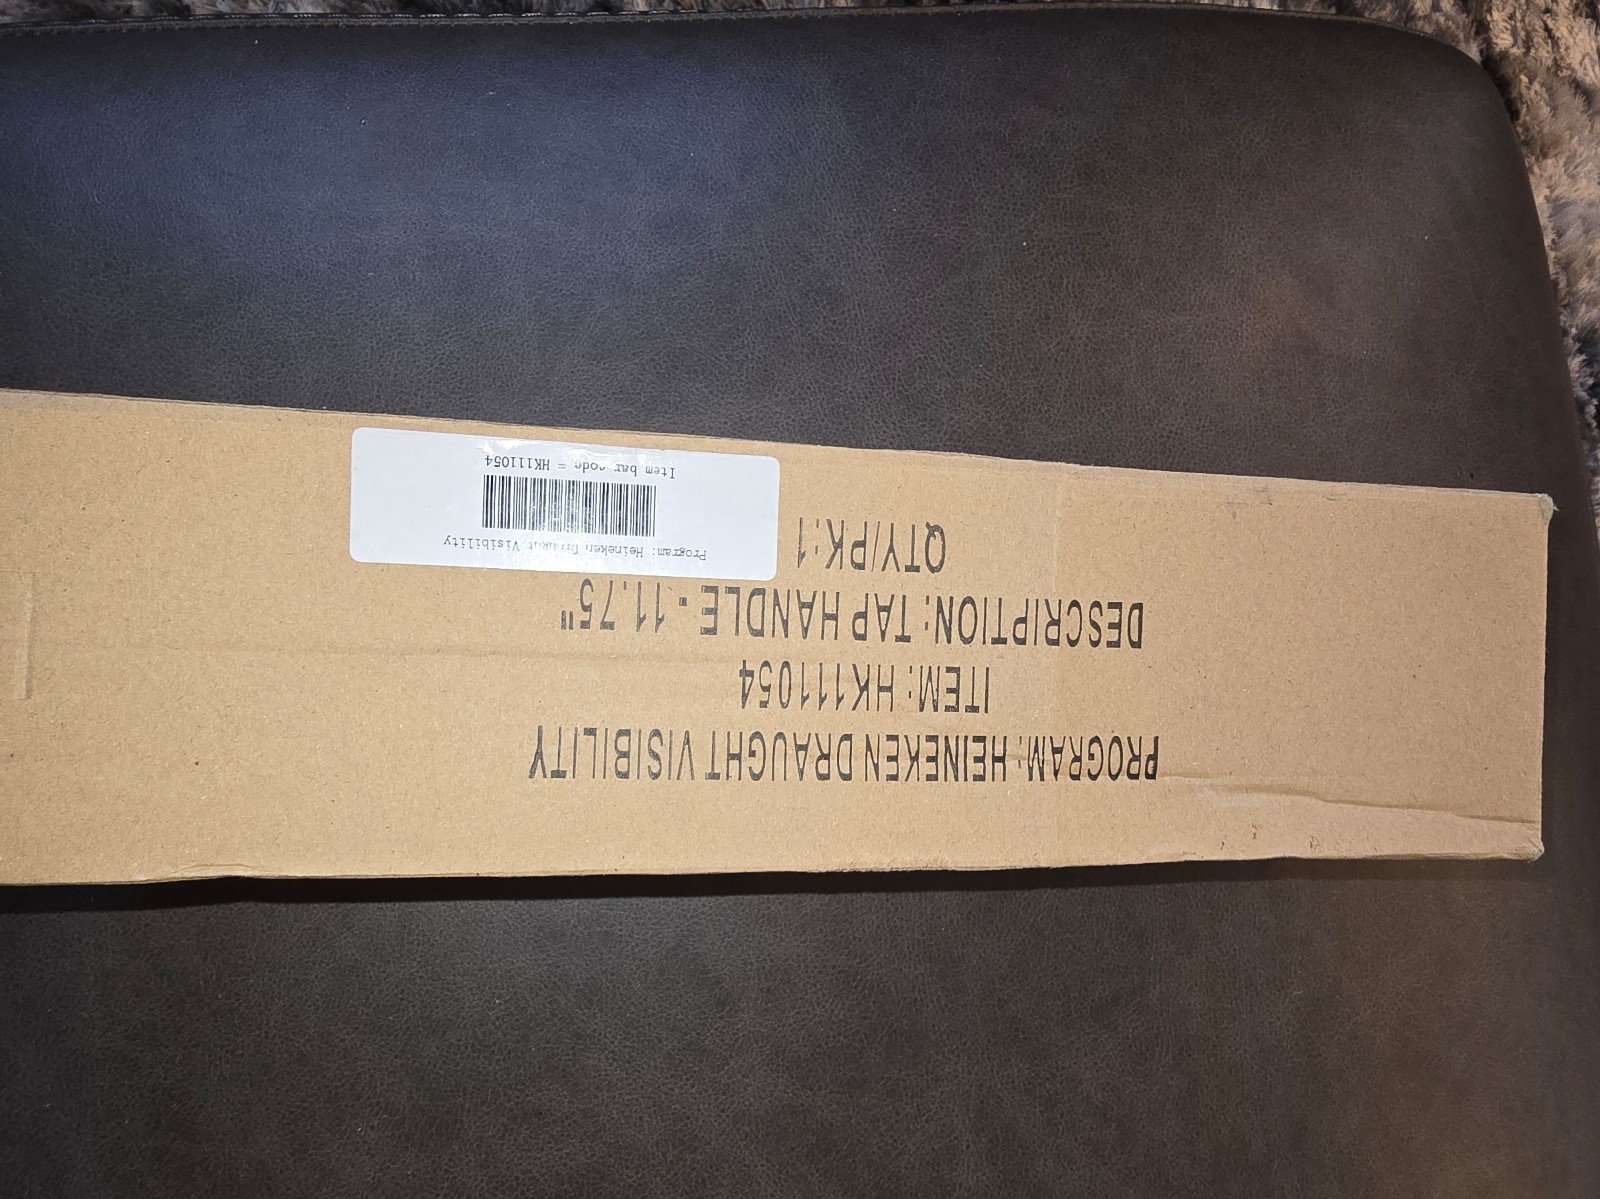 PROGRAM: HEINEKEN DRAUGHT VISIBILITY
ITEM: HK111054
DESCRIPTION: TAP HANDLE - 11.75"
QTY/PK:1
Program: Heineken Draught Visibility
Item bar code = HK111054